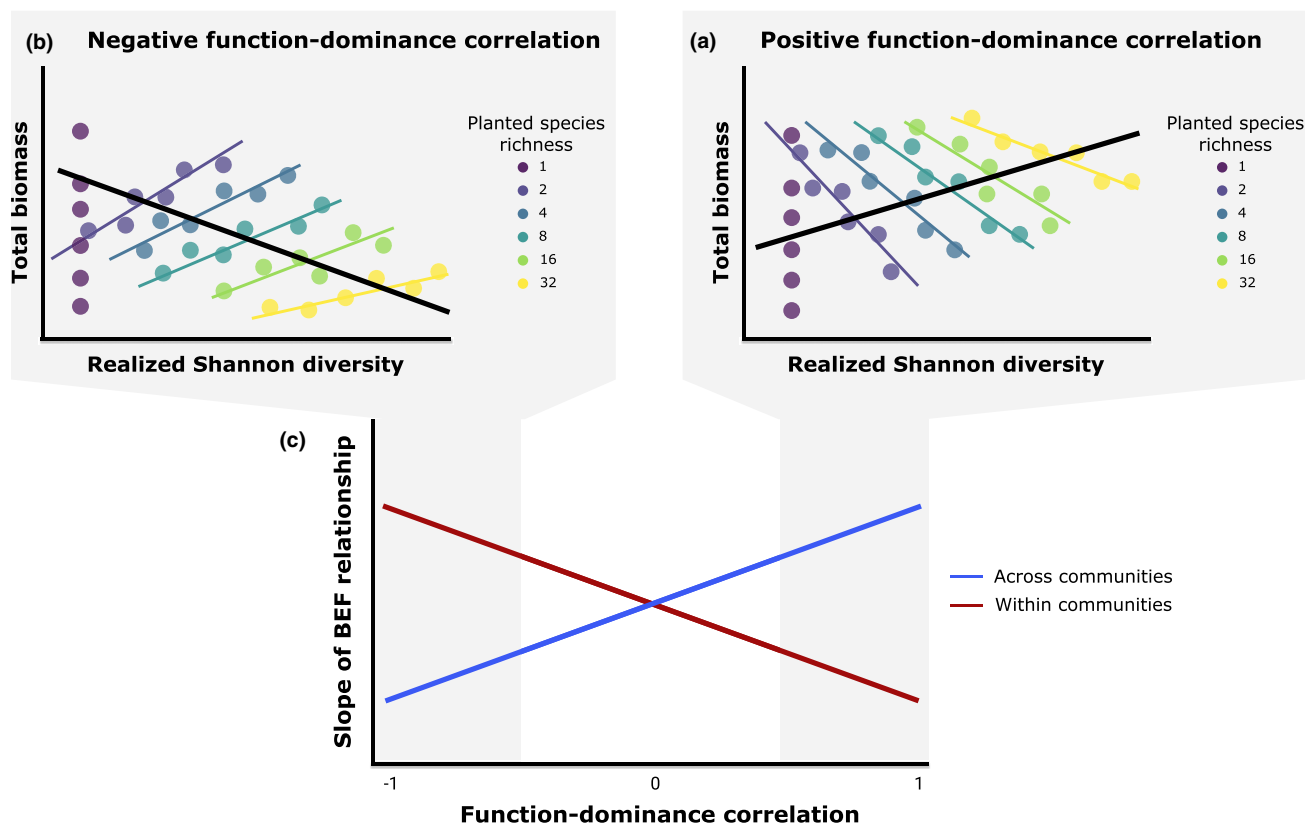 (b) Negative function-dominance correlation
Total biomass
Planted species
richness
1
2
4
8
16
32
Realized Shannon diversity
(a) Positive function-dominance correlation
Total biomass
Planted species
richness
1
2
4
8
16
32
Realized Shannon diversity
(c)
Slope of BEF relationship
Across communities
Within communities
-1 0 1
Function-dominance correlation